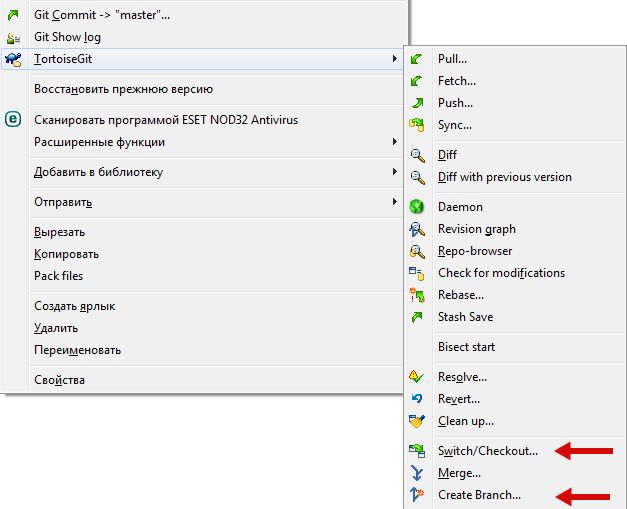 Git Commit -> "master"...
Git Show log
TortoiseGit
Восстановить прежнюю версию
Сканировать программой ESET NOD32 Antivirus
Расширенные функции
Добавить в библиотеку
Отправить
Вырезать
Копировать
Pack files
Создать ярлык
Удалить
Переименовать
Свойства
Pull...
Fetch...
Push...
Sync...
Diff
Diff with previous version
Daemon
Revision graph
Repo-browser
Check for modifications
Rebase...
Stash Save
Bisect start
Resolve...
Revert...
Clean up...
Switch/Checkout...
Merge...
Create Branch...